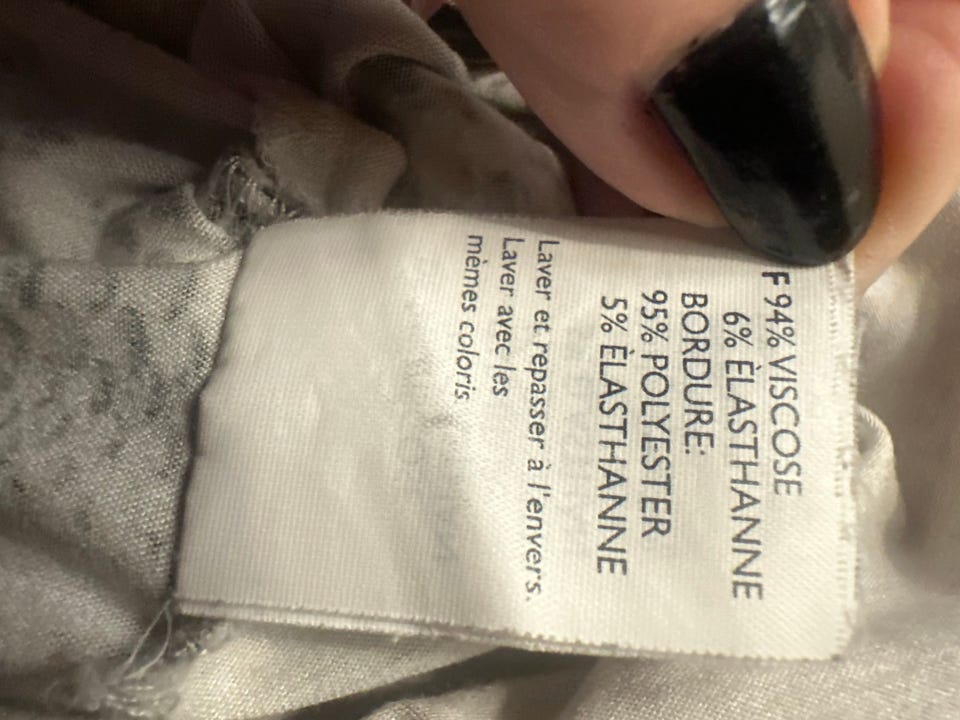 F 94% VISCOSE
6% ÈLASTHANNE
BORDURE:
95% POLYESTER
5% ÈLASTHANNE
Laver et repasser à l'envers.
Laver avec les
mèmes coloris